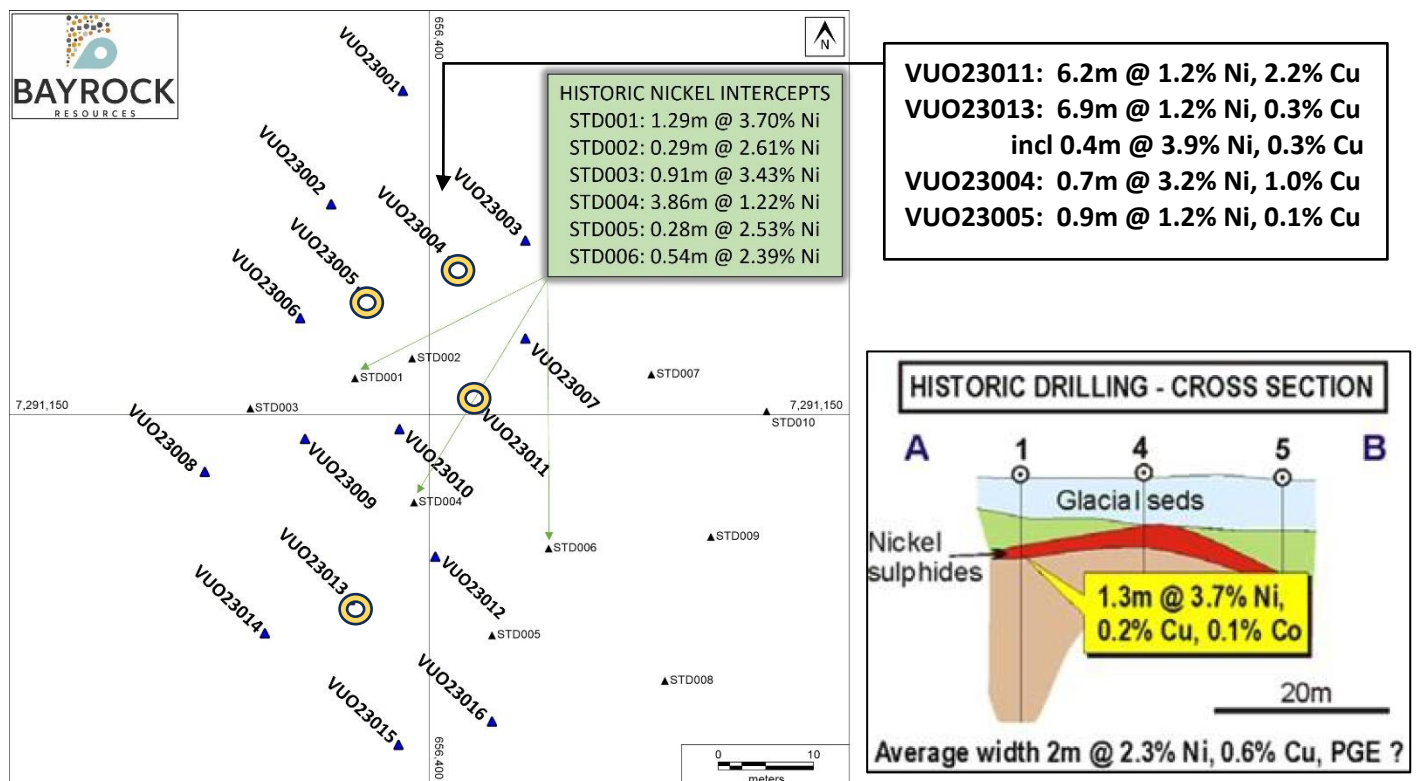 BAYROCK
RESOURCES
656,400
N
VUO23001
VUO23002
VUO23003
VUO23004
VUO23005
VUO23006
VUO23007
VUO23008
VUO23009
VUO23010
VUO23011
VUO23012
VUO23013
VUO23014
VUO23015
VUO23016
STD001
STD002
STD003
STD004
STD005
STD006
STD007
STD008
STD009
STD010
7,291,150
7,291,150
656,400
0 10
meters
HISTORIC NICKEL INTERCEPTS
STD001: 1.29m @ 3.70% Ni
STD002: 0.29m @ 2.61% Ni
STD003: 0.91m @ 3.43% Ni
STD004: 3.86m @ 1.22% Ni
STD005: 0.28m @ 2.53% Ni
STD006: 0.54m @ 2.39% Ni
VUO23011: 6.2m @ 1.2% Ni, 2.2% Cu
VUO23013: 6.9m @ 1.2% Ni, 0.3% Cu
incl 0.4m @ 3.9% Ni, 0.3% Cu
VUO23004: 0.7m @ 3.2% Ni, 1.0% Cu
VUO23005: 0.9m @ 1.2% Ni, 0.1% Cu
HISTORIC DRILLING - CROSS SECTION
A 1 4 5 B
Glacial seds
Nickel
sulphides
1.3m @ 3.7% Ni,
0.2% Cu, 0.1% Co
20m
Average width 2m @ 2.3% Ni, 0.6% Cu, PGE ?